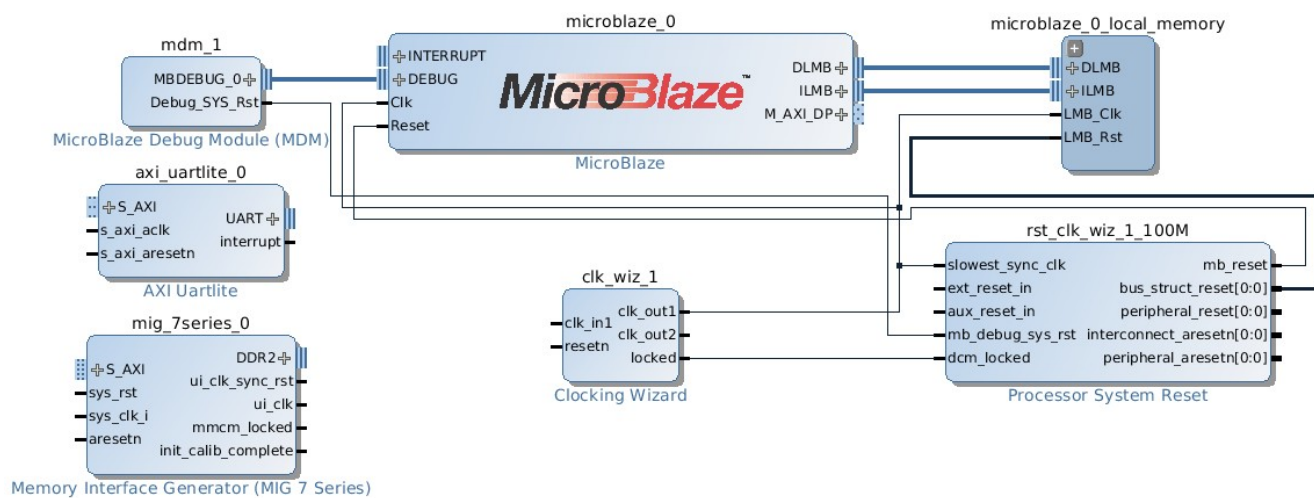 mdm_1
MBDEBUG_0
Debug_SYS_Rst
MicroBlaze Debug Module (MDM)
microblaze_0
INTERRUPT
DEBUG
Clk
Reset
MicroBlaze™
DLMB
ILMB
M_AXI_DP
MicroBlaze
microblaze_0_local_memory
DLMB
ILMB
LMB_Clk
LMB_Rst
axi_uartlite_0
S_AXI
s_axi_aclk
s_axi_aresetn
UART
interrupt
AXI Uartlite
clk_wiz_1
clk_in1
resetn
clk_out1
clk_out2
locked
Clocking Wizard
rst_clk_wiz_1_100M
slowest_sync_clk
ext_reset_in
aux_reset_in
mb_debug_sys_rst
dcm_locked
mb_reset
bus_struct_reset[0:0]
peripheral_reset[0:0]
interconnect_aresetn[0:0]
peripheral_aresetn[0:0]
Processor System Reset
mig_7series_0
S_AXI
sys_rst
sys_clk_i
aresetn
DDR2
ui_clk_sync_rst
ui_clk
mmcm_locked
init_calib_complete
Memory Interface Generator (MIG 7 Series)